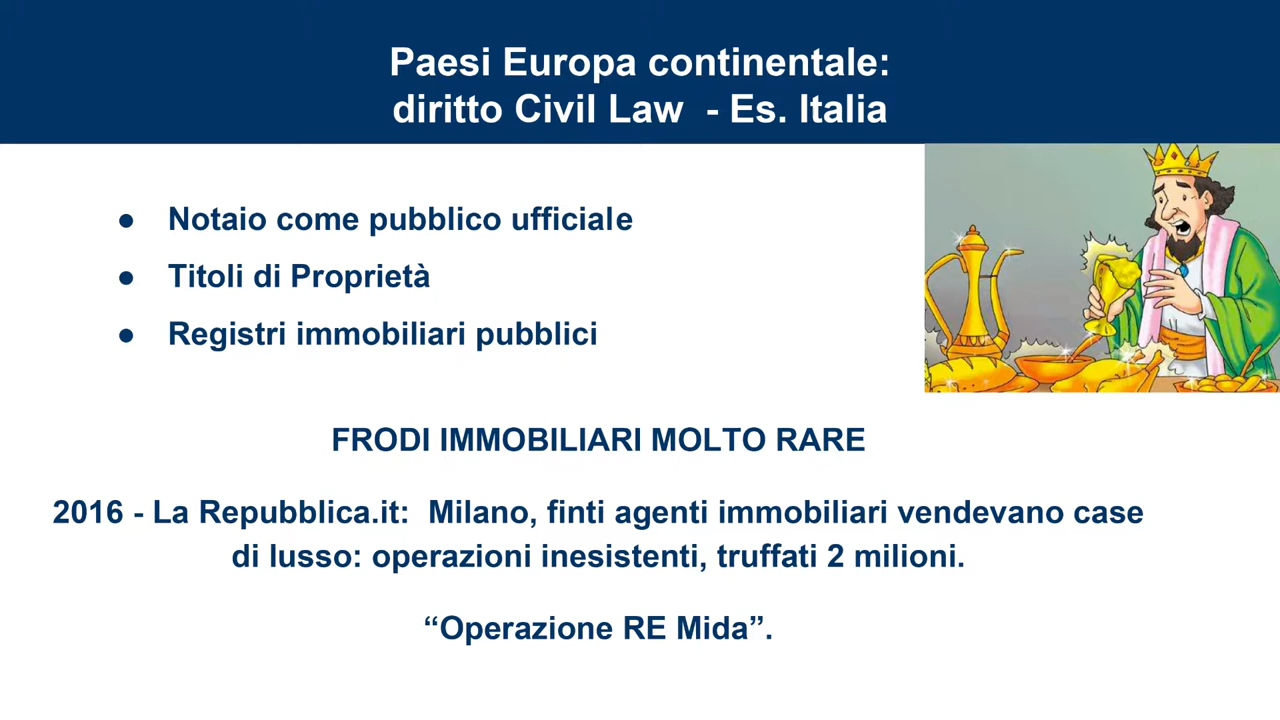 Paesi Europa continentale:
diritto Civil Law - Es. Italia
● Notaio come pubblico ufficiale
● Titoli di Proprietà
● Registri immobiliari pubblici
FRODI IMMOBILIARI MOLTO RARE
2016 - La Repubblica.it: Milano, finti agenti immobiliari vendevano case
di lusso: operazioni inesistenti, truffati 2 milioni.
“Operazione RE Mida”.